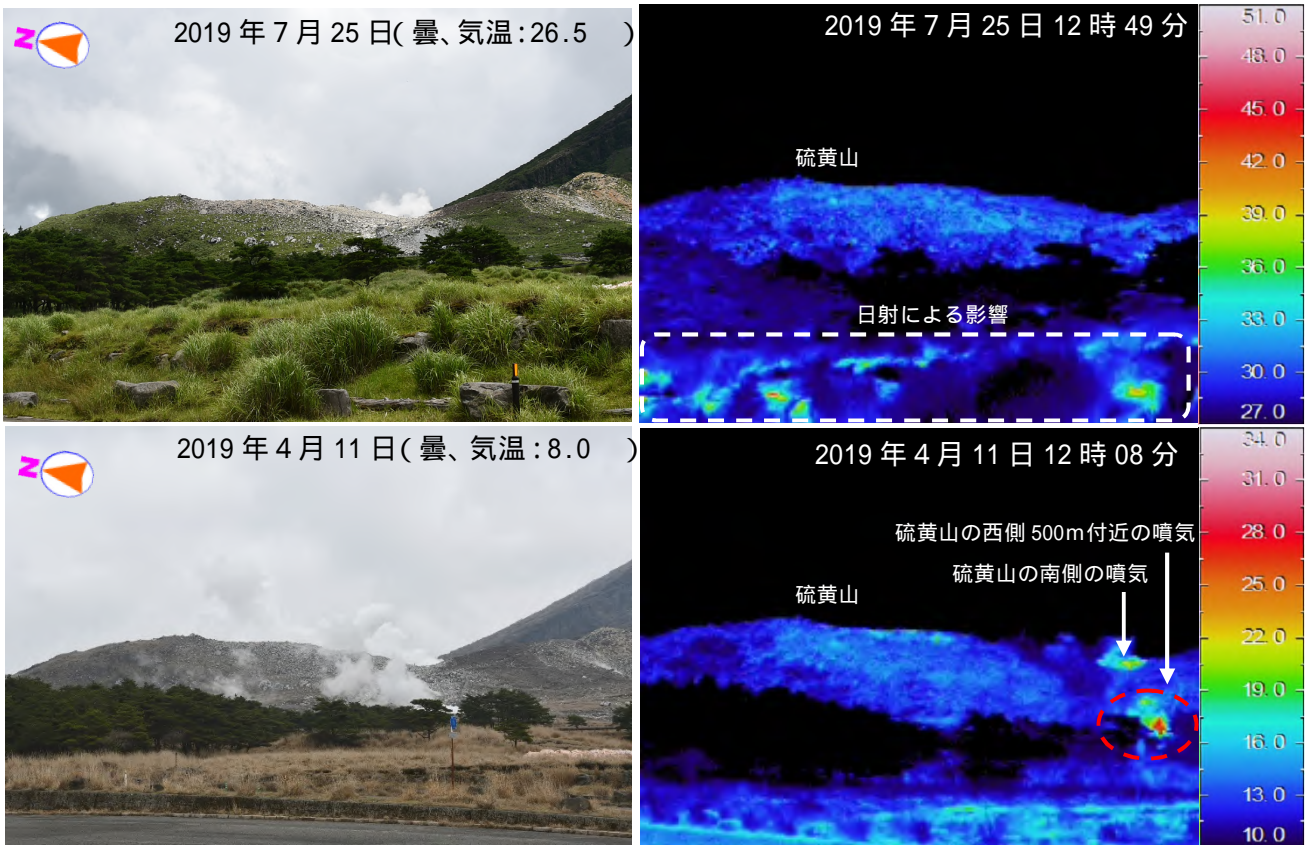 N
2019年7月25日(曇、気温:26.5 )
2019年7月25日12時49分
硫黄山
日射による影響
51.0
48.0
45.0
42.0
39.0
36.0
33.0
30.0
27.0
N
2019年4月11日(曇、気温:8.0 )
2019年4月11日12時08分
硫黄山の西側500m付近の噴気
硫黄山の南側の噴気
硫黄山
34.0
31.0
28.0
25.0
22.0
19.0
16.0
13.0
10.0